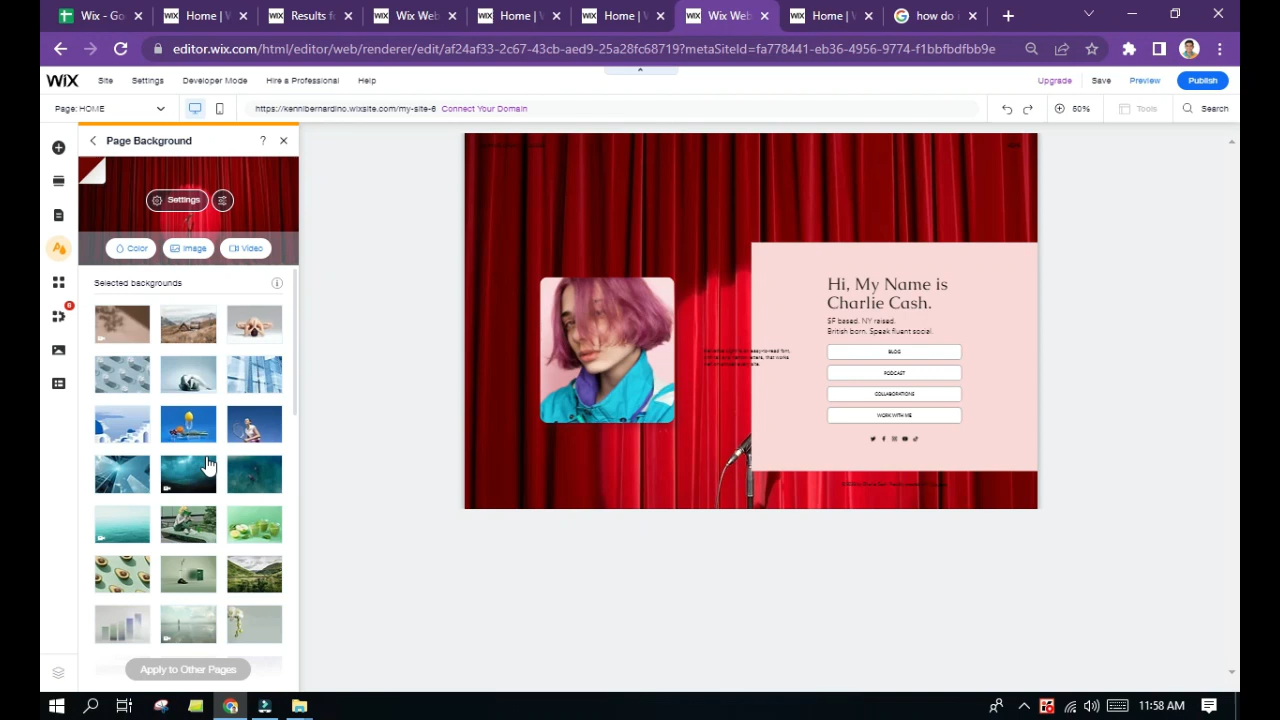 Wix - Go
Home | W
Results fo
Wix Web
Home | W
Home | W
Wix Web
Home | W
how do i
editor.wix.com/html/editor/web/renderer/edit/af24af33-2c67-43cb-aed9-25a28fc68719?metaSiteId=fa778441-eb36-4956-9774-f1bbfbdfbb9e
WIX Site Settings Developer Mode Hire a Professional Help Upgrade Save Preview Publish
Page: HOME https://kennibernardino.wixsite.com/my-site-6 Connect Your Domain 50% Tools Search
Page Background ?
Settings
Color Image Video
Selected backgrounds
6
Apply to Other Pages
Hi, My Name is
Charlie Cash.
SF based. NY raised.
British born. Speak fluent social.
BLOG
PODCAST
COLLABORATIONS
WORK WITH ME
11:58 AM